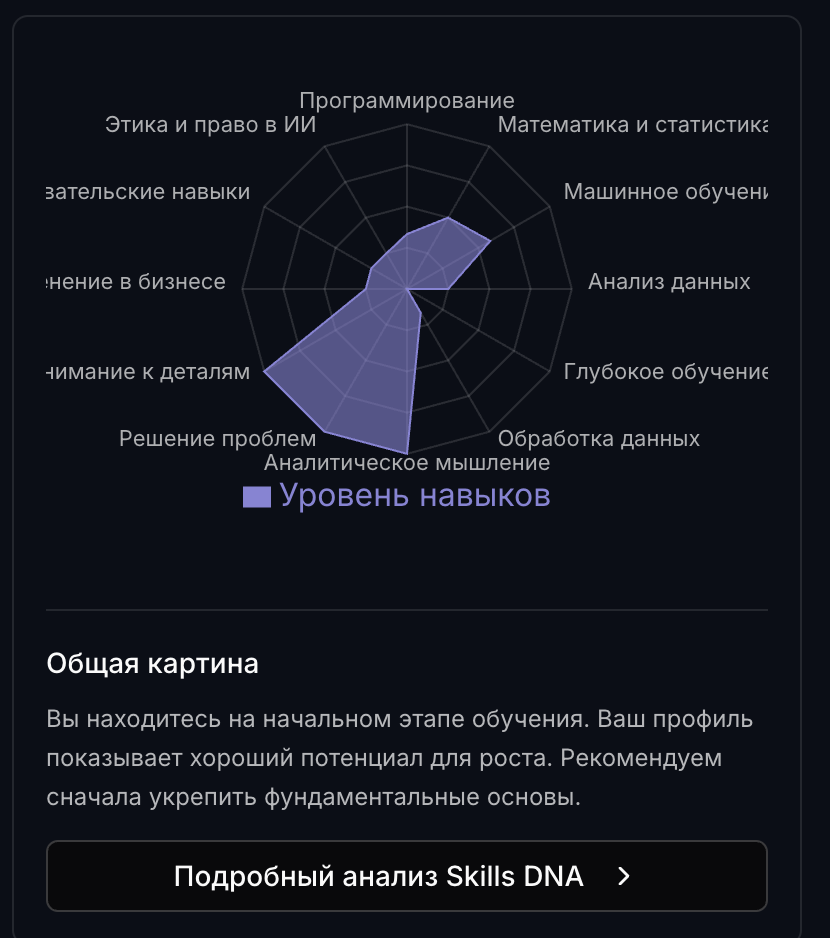 Программирование
Этика и право в ИИ
Математика и статистика
вательские навыки
Машинное обучени
нение в бизнесе
Анализ данных
нимание к деталям
Глубокое обучение
Решение проблем
Обработка данных
Аналитическое мышление
Уровень навыков
Общая картина
Вы находитесь на начальном этапе обучения. Ваш профиль
показывает хороший потенциал для роста. Рекомендуем
сначала укрепить фундаментальные основы.
Подробный анализ Skills DNA